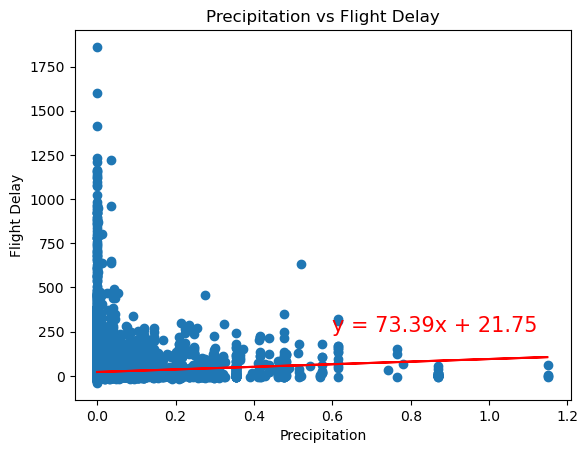 Precipitation vs Flight Delay
Flight Delay
1750
1500
1250
1000
750
500
250
0
y = 73.39x + 21.75
0.0 0.2 0.4 0.6 0.8 1.0 1.2
Precipitation